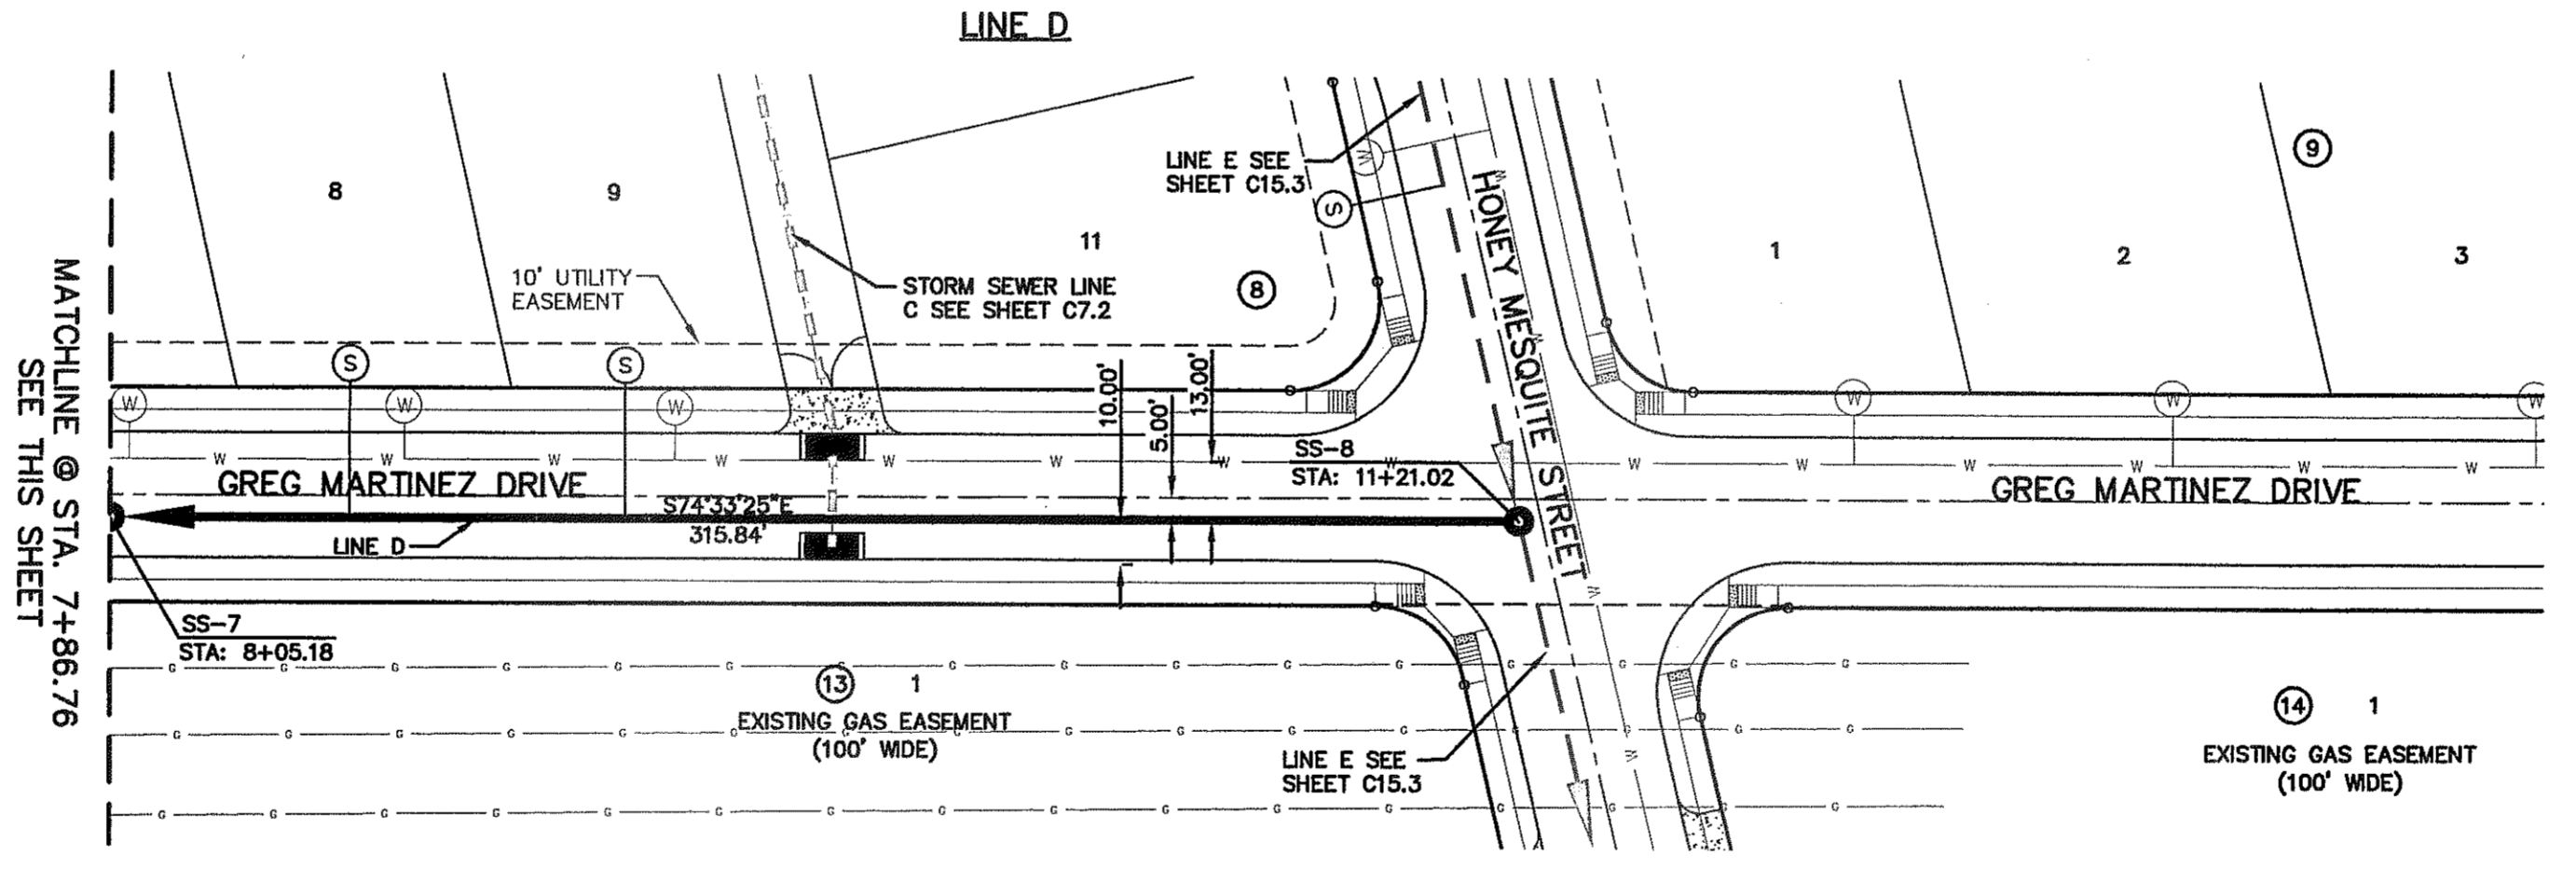 LINE D
8
9
11
LINE E SEE
SHEET C15.3
W
S
HONEY MESQUITE STREET
W
W
1
2
3
9
10' UTILITY
EASEMENT
STORM SEWER LINE
C SEE SHEET C7.2
8
MATCHLINE @ STA. 7+86.76
SEE THIS SHEET
S
S
W
W
W
W
W
W
10.00'
5.00'
13.00'
W W W W W W W W W W W W W W
SS-8
STA: 11+21.02
GREG MARTINEZ DRIVE
GREG MARTINEZ DRIVE
S74°33'25"E
315.84'
LINE D
SS-7
STA: 8+05.18
W
W
G G G G G G G G G G G G G G G G
13 1
EXISTING GAS EASEMENT
(100' WIDE)
G G G G G G G G G G G G G G G G
LINE E SEE
SHEET C15.3
14 1
EXISTING GAS EASEMENT
(100' WIDE)
G G G G G G G G G G G G G G G G